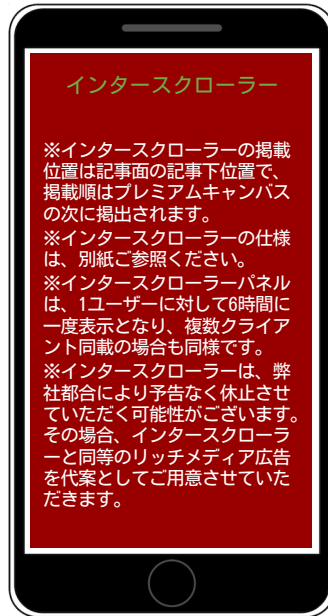 インタースクローラー
※インタースクローラーの掲載
位置は記事面の記事下位置で、
掲載順はプレミアムキャンバス
の次に掲出されます。
※インタースクローラーの仕様
は、別紙ご参照ください。
※インタースクローラーパネル
は、1ユーザーに対して6時間に
一度表示となり、複数クライア
ント同載の場合も同様です。
※インタースクローラーは、弊
社都合により予告なく休止させ
ていただく可能性がございます。
その場合、インタースクローラ
ーと同等のリッチメディア広告
を代案としてご用意させていた
だきます。